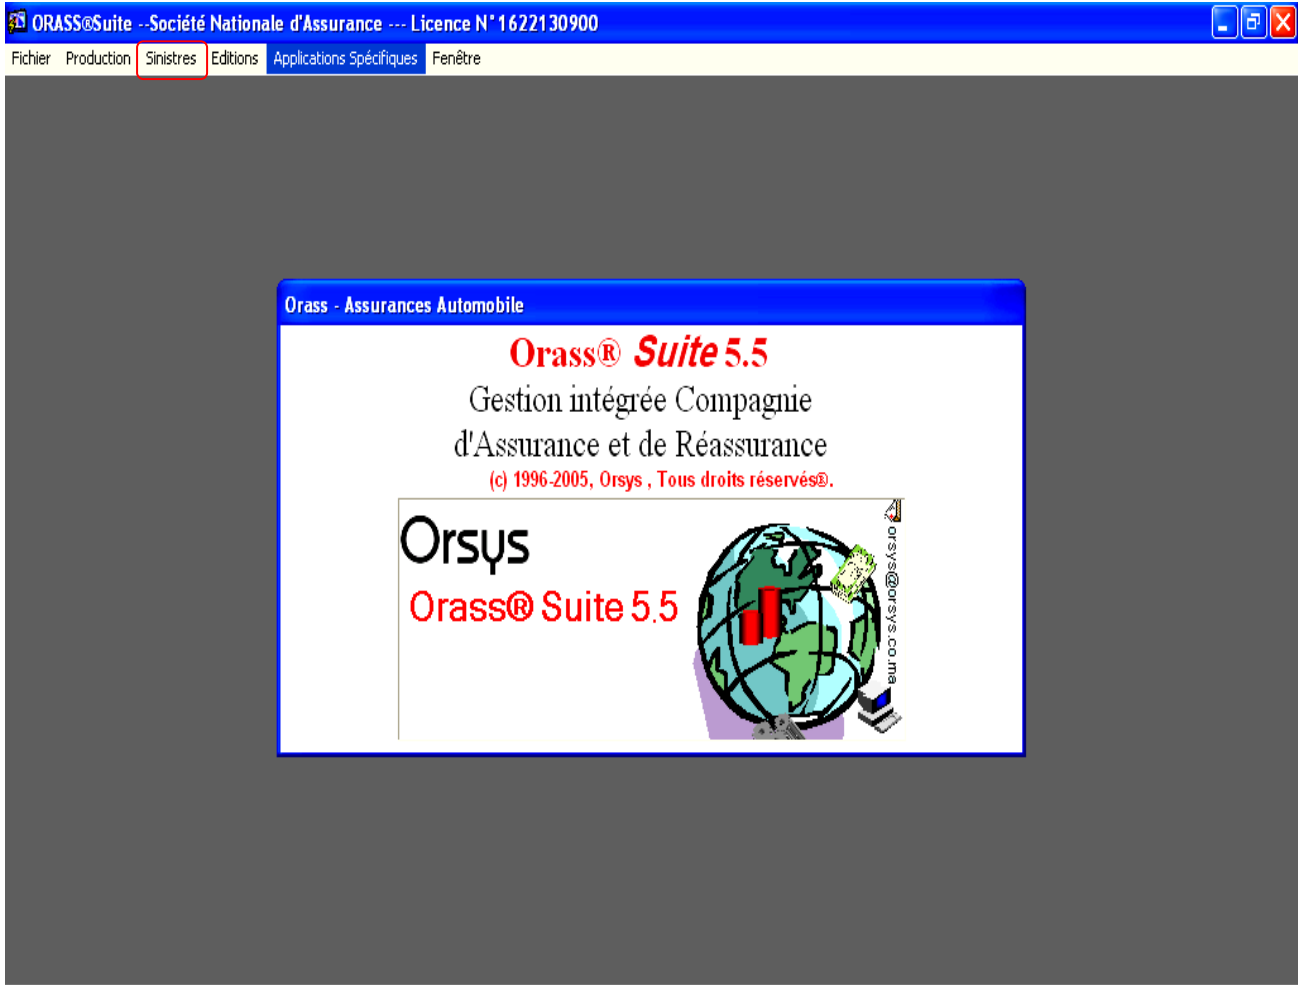 ORASS®Suite --Société Nationale d'Assurance --- Licence N°1622130900
Fichier Production Sinistres Editions Applications Spécifiques Fenêtre
Orass - Assurances Automobile
Orass® Suite 5.5
Gestion intégrée Compagnie
d'Assurance et de Réassurance
(c) 1996-2005, Orsys , Tous droits réservés®.
Orsys
Orass® Suite 5.5
orsys@orsys.co.ma